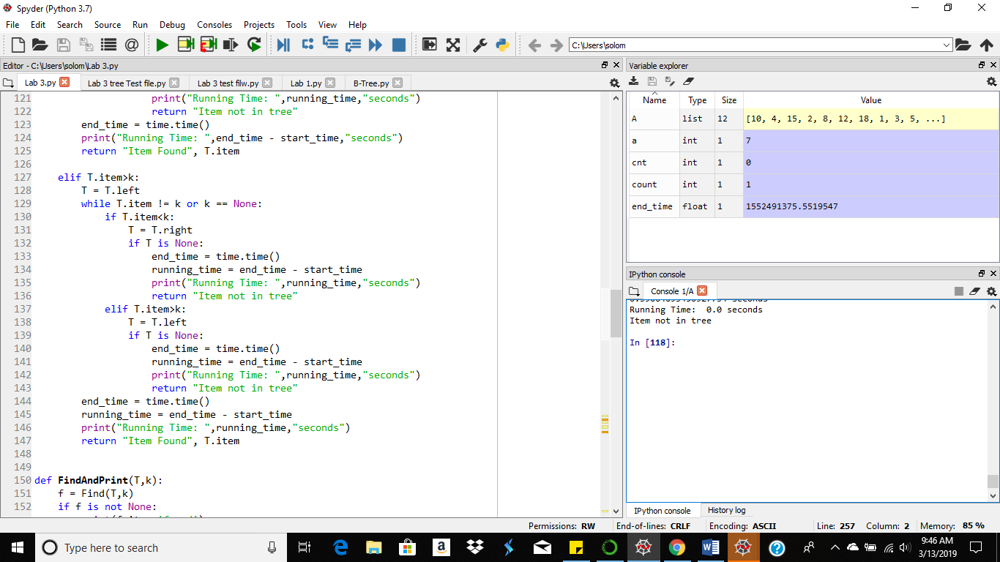 Spyder (Python 3.7)
File Edit Search Source Run Debug Consoles Projects Tools View Help
C:\Users\solom
Editor - C:\Users\solom\Lab 3.py
Lab 3.py Lab 3 tree Test file.py Lab 3 test filw.py Lab 1.py B-Tree.py
121 print("Running Time: ",running_time,"seconds")
122 return "Item not in tree"
123 end_time = time.time()
124 print("Running Time: ",end_time - start_time,"seconds")
125 return "Item Found", T.item
126
127 elif T.item>k:
128 T = T.left
129 while T.item != k or k == None:
130 if T.item<k:
131 T = T.right
132 if T is None:
133 end_time = time.time()
134 running_time = end_time - start_time
135 print("Running Time: ",running_time,"seconds")
136 return "Item not in tree"
137 elif T.item>k:
138 T = T.left
139 if T is None:
140 end_time = time.time()
141 running_time = end_time - start_time
142 print("Running Time: ",running_time,"seconds")
143 return "Item not in tree"
144 end_time = time.time()
145 running_time = end_time - start_time
146 print("Running Time: ",running_time,"seconds")
147 return "Item Found", T.item
148
149
150 def FindAndPrint(T,k):
151 f = Find(T,k)
152 if f is not None:
Variable explorer
Name Type Size Value
A list 12 [10, 4, 15, 2, 8, 12, 18, 1, 3, 5, ...]
a int 1 7
cnt int 1 0
count int 1 1
end_time float 1 1552491375.5519547
IPython console
Console 1/A
Running Time: 0.0 seconds
Item not in tree
In [118]:
IPython console History log
Permissions: RW End-of-lines: CRLF Encoding: ASCII Line: 257 Column: 2 Memory: 85 %
Type here to search
9:46 AM
3/13/2019